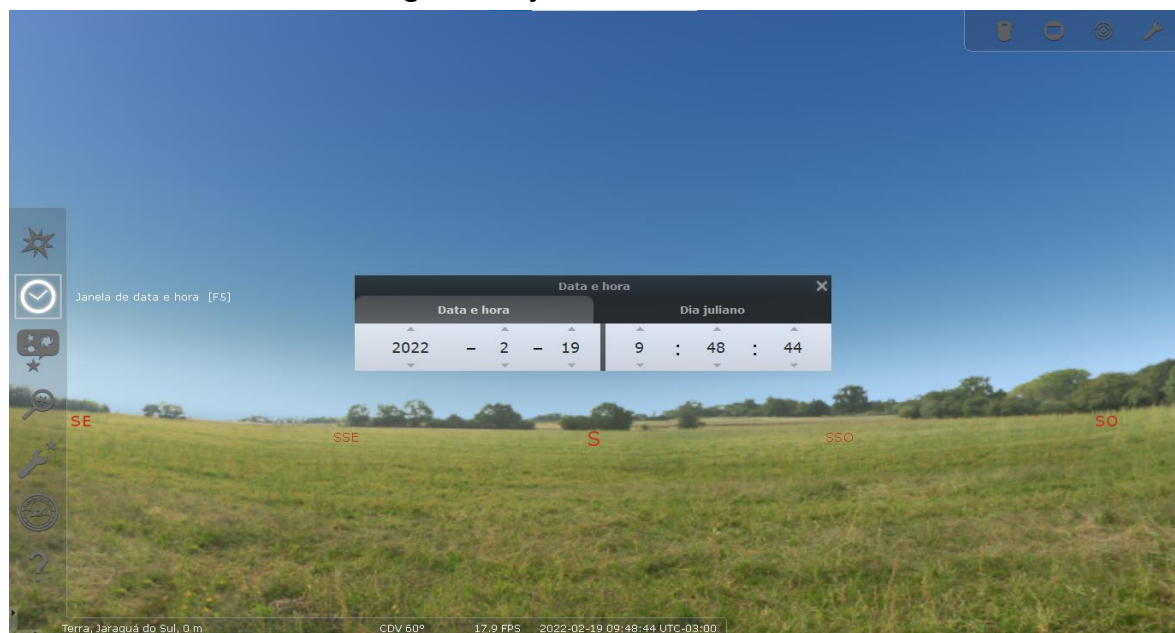 Data e hora
Data e hora
Dia juliano
Janela de data e hora [F5]
2022 – 2 – 19
9 : 48 : 44
SE
SSE
S
SSO
SO
Terra, Jaraguá do Sul, 0 m
CDV 60°
17.9 FPS
2022-02-19 09:48:44 UTC-03:00